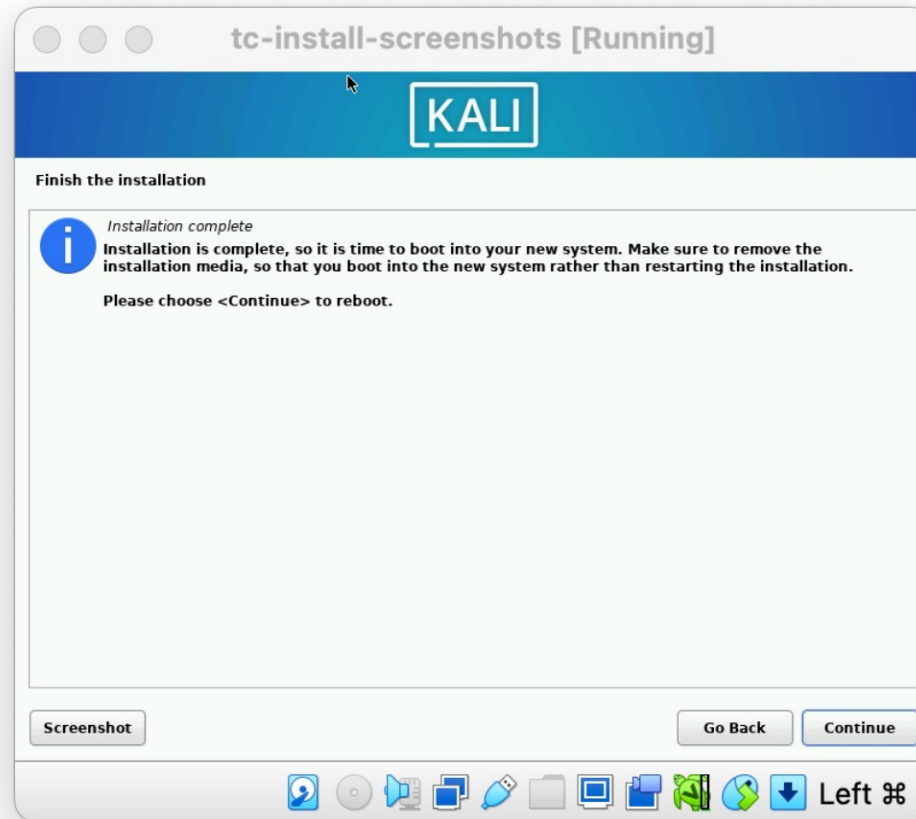 tc-install-screenshots [Running]
KALI
Finish the installation
Installation complete
Installation is complete, so it is time to boot into your new system. Make sure to remove the
installation media, so that you boot into the new system rather than restarting the installation.
Please choose <Continue> to reboot.
Screenshot
Go Back
Continue
Left ⌘